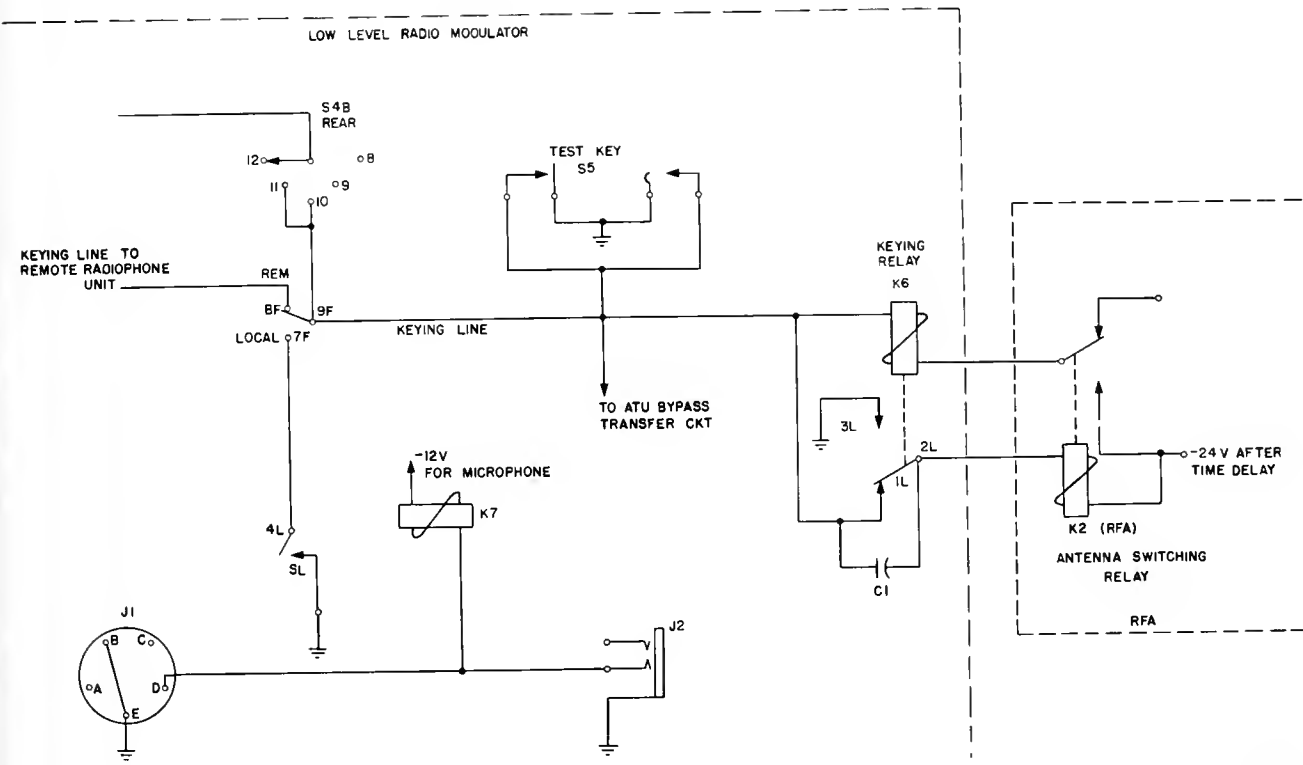 LOW LEVEL RADIO MODULATOR
S4B
REAR
12
8
11
9
10
TEST KEY
S5
KEYING LINE TO
REMOTE RADIOPHONE
UNIT
REM
8F
9F
LOCAL
7F
KEYING LINE
KEYING
RELAY
K6
TO ATU BYPASS
TRANSFER CKT
3L
2L
1L
-24V AFTER
TIME DELAY
-12V
FOR MICROPHONE
K7
K2 (RFA)
ANTENNA SWITCHING
RELAY
4L
5L
C1
RFA
J1
B
C
A
D
E
J2